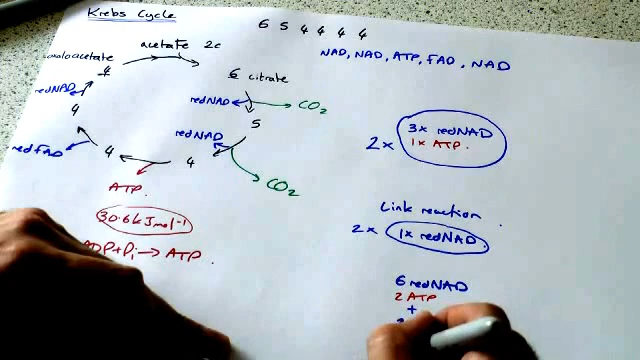 Krebs Cycle
6 5 4 4 4 4
NAD, NAD, ATP, FAD, NAD
acetate 2c
oxaloacetate
4
6 citrate
redNAD
redNAD
CO2
4
5
redNAD
redFAD
4
4
CO2
ATP.
30.6kJmol-1
ADP+Pi → ATP.
2x
3x redNAD
1x ATP.
Link reaction
2x 1x redNAD
6 redNAD
2 ATP
+